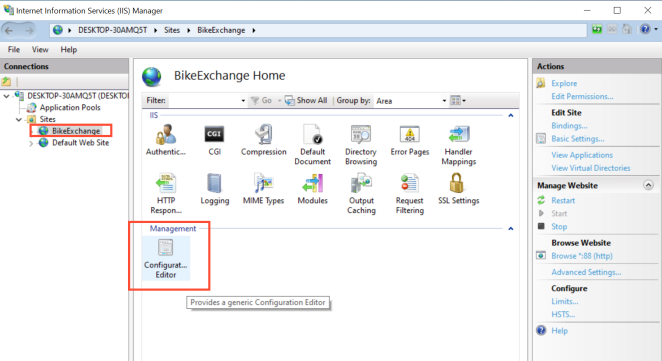 Internet Information Services (IIS) Manager
DESKTOP-30AMQ5T ▸ Sites ▸ BikeExchange ▸
File View Help
Connections
DESKTOP-30AMQ5T (DESKTO
Application Pools
Sites
BikeExchange
Default Web Site
BikeExchange Home
Filter: Go Show All Group by: Area
IIS
Authentic... CGI Compression Default Document Directory Browsing Error Pages Handler Mappings
HTTP Respon... Logging MIME Types Modules Output Caching Request Filtering SSL Settings
Management
Configurat... Editor
Provides a generic Configuration Editor
Actions
Explore
Edit Permissions...
Edit Site
Bindings...
Basic Settings...
View Applications
View Virtual Directories
Manage Website
Restart
Start
Stop
Browse Website
Browse *:88 (http)
Advanced Settings...
Configure
Limits...
HSTS...
Help